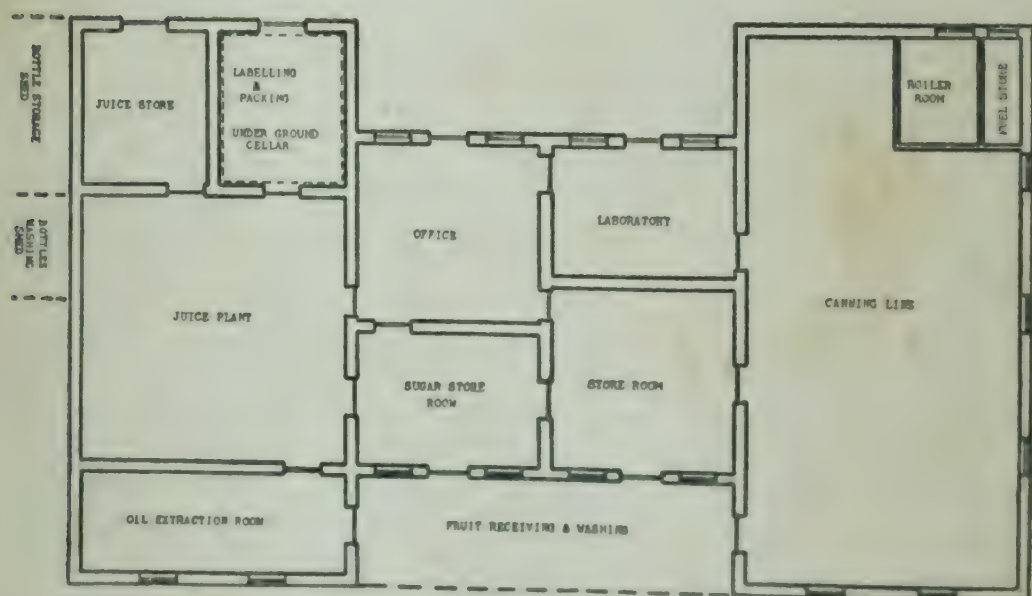 BOTTLE STORAGE
SHED
JUICE STORE
LABELLING
&
PACKING
UNDER GROUND
CELLAR
BOILER
ROOM
FUEL STORE
BOTTLES
WASHING
SHED
OFFICE
LABORATORY
JUICE PLANT
CANNING LINE
SUGAR STORE
ROOM
STORE ROOM
OIL EXTRACTION ROOM
FRUIT RECEIVING & WASHING